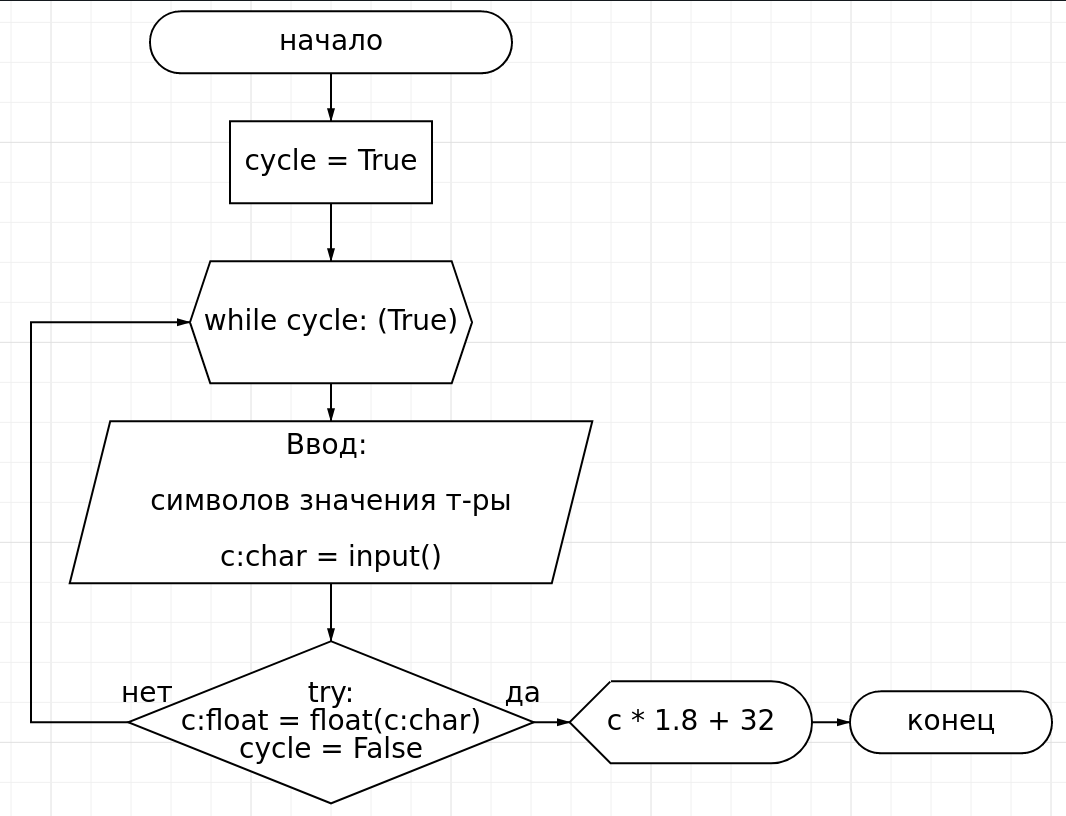 начало
cycle = True
while cycle: (True)
Ввод:
символов значения т-ры
c:char = input()
нет
да
try:
c:float = float(c:char)
cycle = False
c * 1.8 + 32
конец